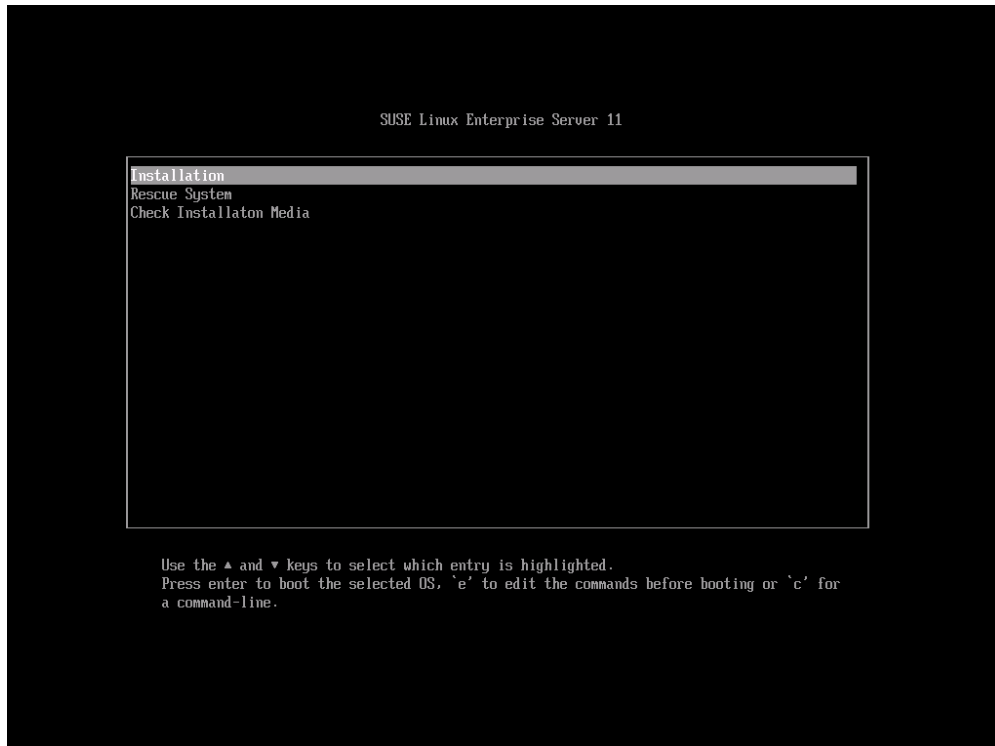 SUSE Linux Enterprise Server 11
Installation
Rescue System
Check Installaton Media
Use the ▲ and ▼ keys to select which entry is highlighted.
Press enter to boot the selected OS, `e' to edit the commands before booting or `c' for
a command-line.